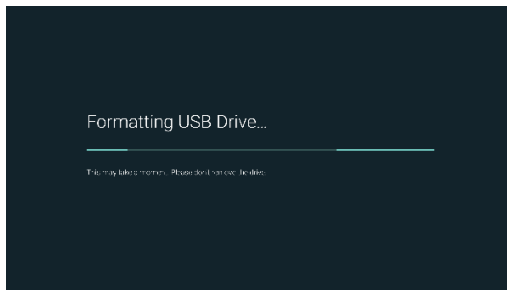 Formatting USB Drive...
This may take a moment. Please don't remove the drive.